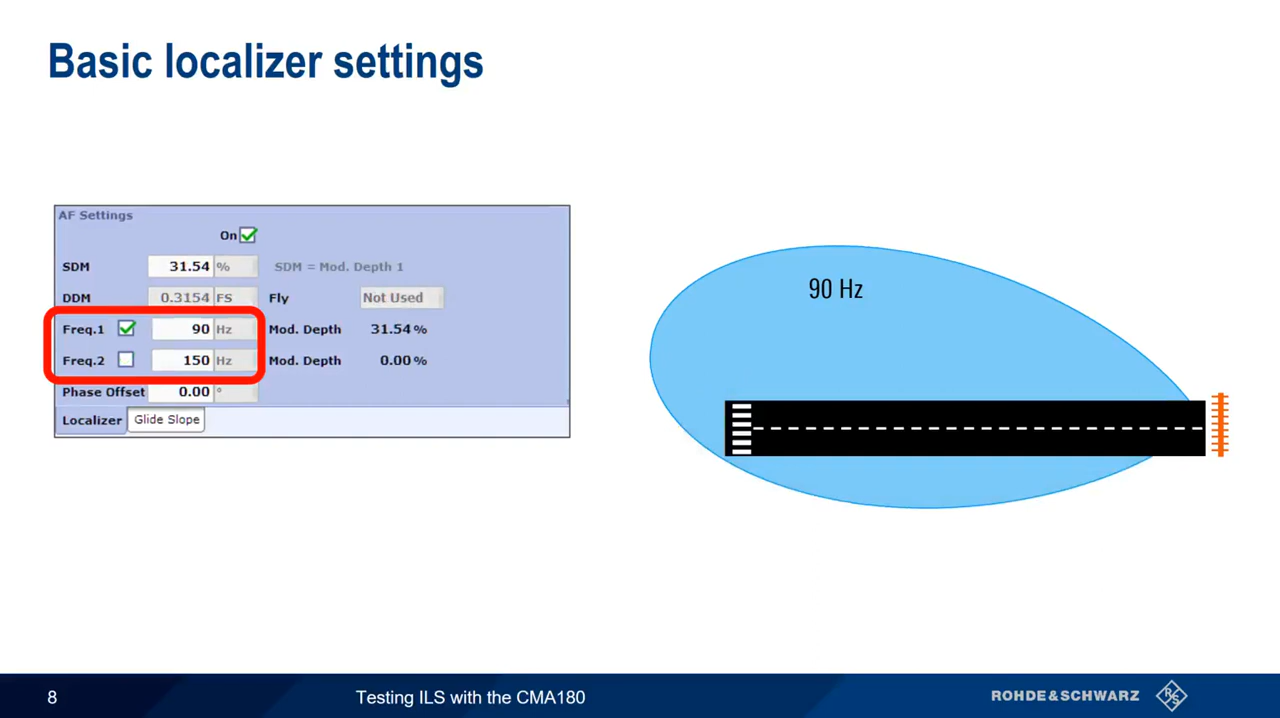 Basic localizer settings
AF Settings
On
SDM 31.54 % SDM = Mod. Depth 1
DDM 0.3154 FS Fly Not Used
Freq.1 90 Hz Mod. Depth 31.54 %
Freq.2 150 Hz Mod. Depth 0.00 %
Phase Offset 0.00 °
Localizer Glide Slope
90 Hz
8 Testing ILS with the CMA180 ROHDE & SCHWARZ R&S